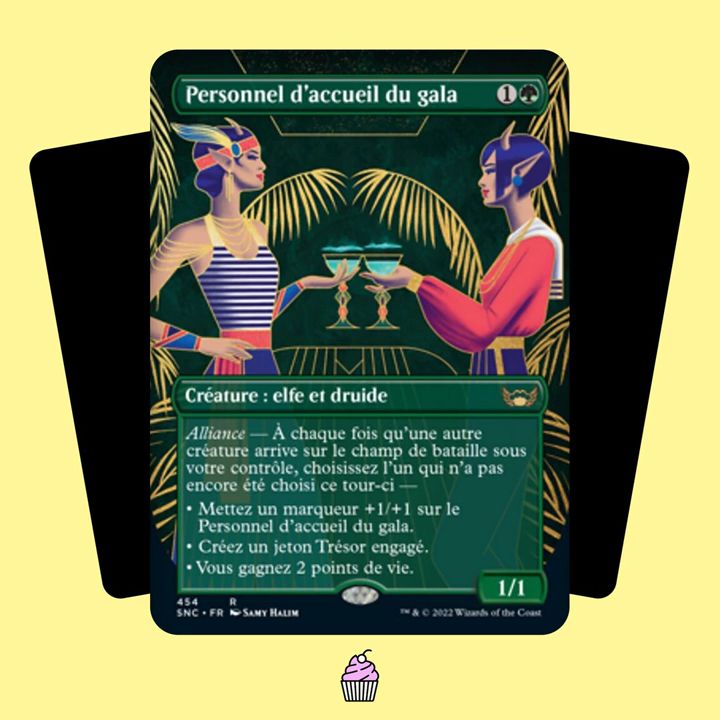 Personnel d'accueil du gala 1
Créature : elfe et druide
Alliance — À chaque fois qu'une autre
créature arrive sur le champ de bataille sous
votre contrôle, choisissez l'un qui n'a pas
encore été choisi ce tour-ci —
• Mettez un marqueur +1/+1 sur le
Personnel d'accueil du gala.
• Créez un jeton Trésor engagé.
• Vous gagnez 2 points de vie.
1/1
454 R
SNC • FR SAMY HALIM
™ & © 2022 Wizards of the Coast